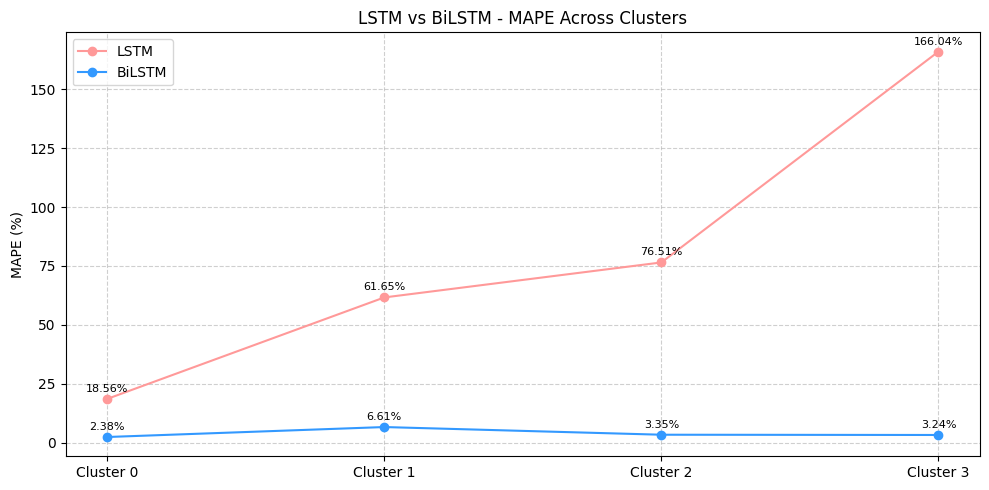 LSTM vs BiLSTM - MAPE Across Clusters
LSTM
BiLSTM
MAPE (%)
150
125
100
75
50
25
0
166.04%
76.51%
61.65%
18.56%
2.38%
6.61%
3.35%
3.24%
Cluster 0
Cluster 1
Cluster 2
Cluster 3